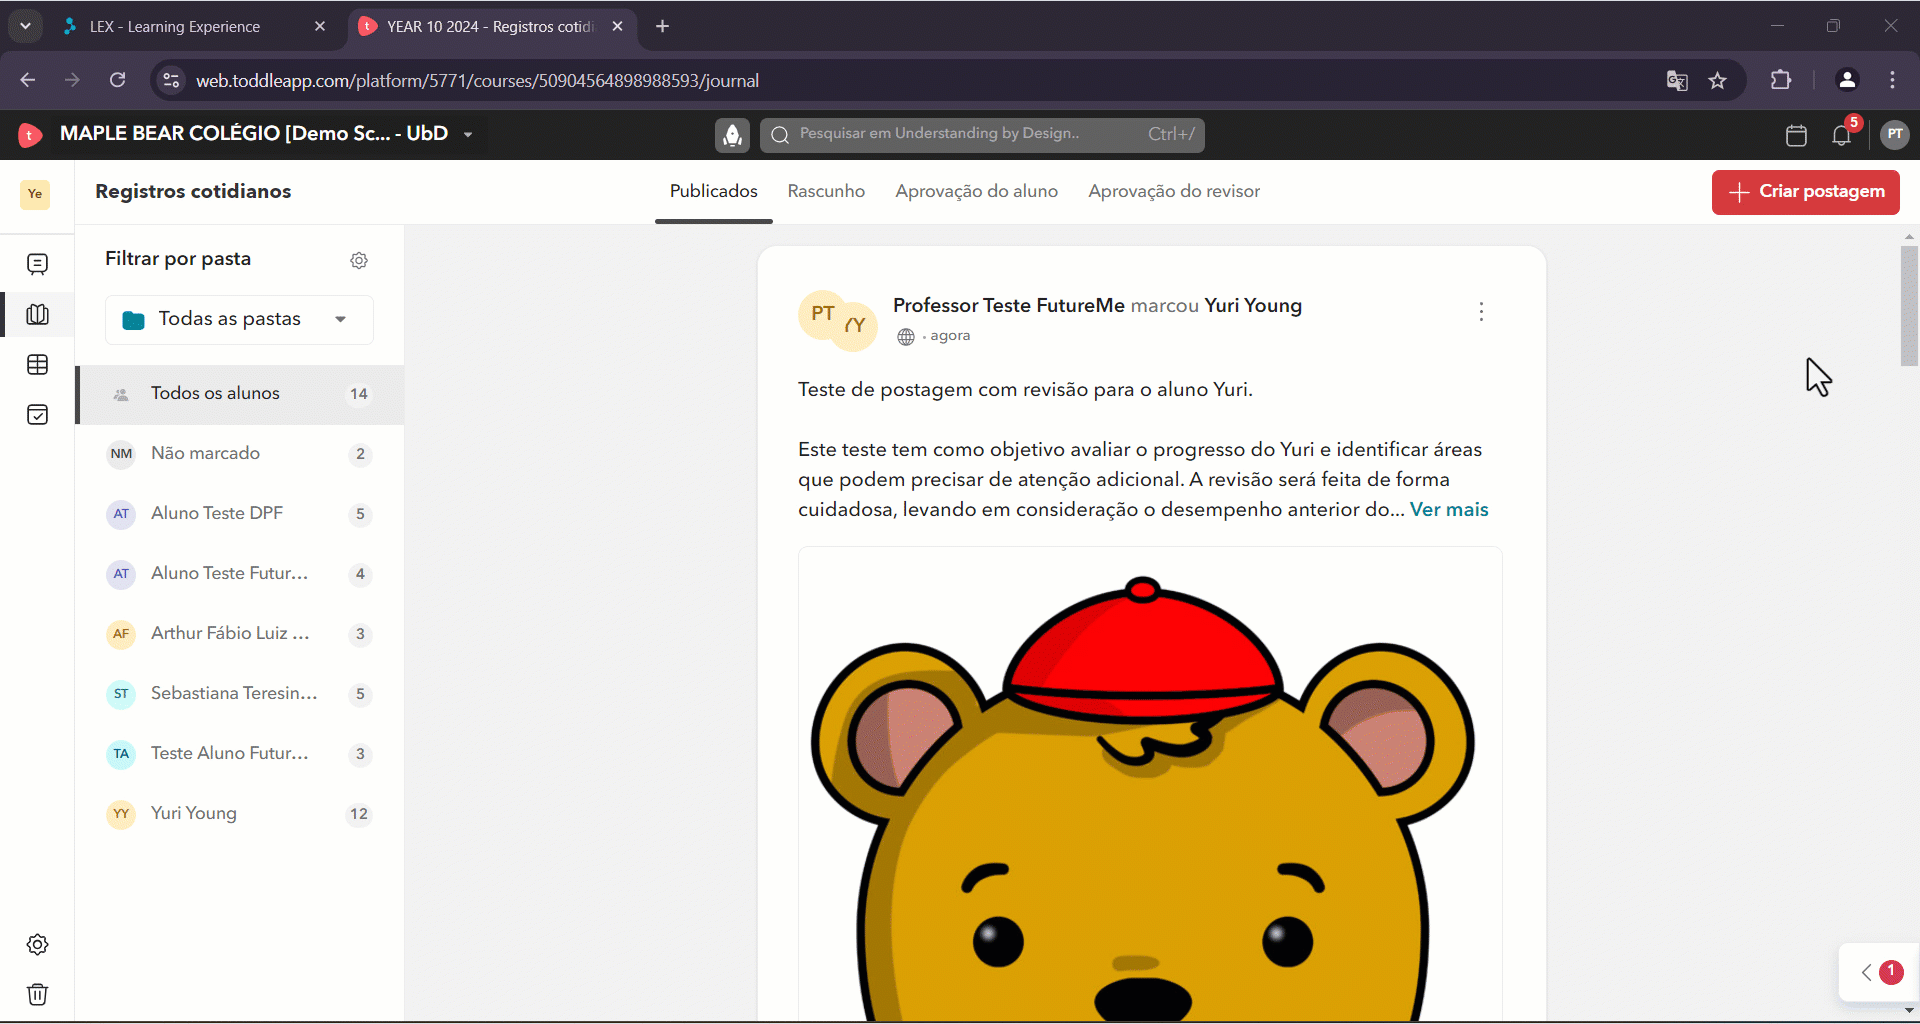 LEX - Learning Experience
YEAR 10 2024 - Registros cotidi
web.toddleapp.com/platform/5771/courses/50904564898988593/journal
t MAPLE BEAR COLÉGIO [Demo Sc... - UbD
Pesquisar em Understanding by Design.. Ctrl+/
5
PT
Ye
Registros cotidianos
Publicados
Rascunho
Aprovação do aluno
Aprovação do revisor
Criar postagem
Filtrar por pasta
Todas as pastas
Todos os alunos 14
NM Não marcado 2
AT Aluno Teste DPF 5
AT Aluno Teste Futur... 4
AF Arthur Fábio Luiz ... 3
ST Sebastiana Teresin... 5
TA Teste Aluno Futur... 3
YY Yuri Young 12
PT YY
Professor Teste FutureMe marcou Yuri Young
· agora
Teste de postagem com revisão para o aluno Yuri.
Este teste tem como objetivo avaliar o progresso do Yuri e identificar áreas
que podem precisar de atenção adicional. A revisão será feita de forma
cuidadosa, levando em consideração o desempenho anterior do... Ver mais
1